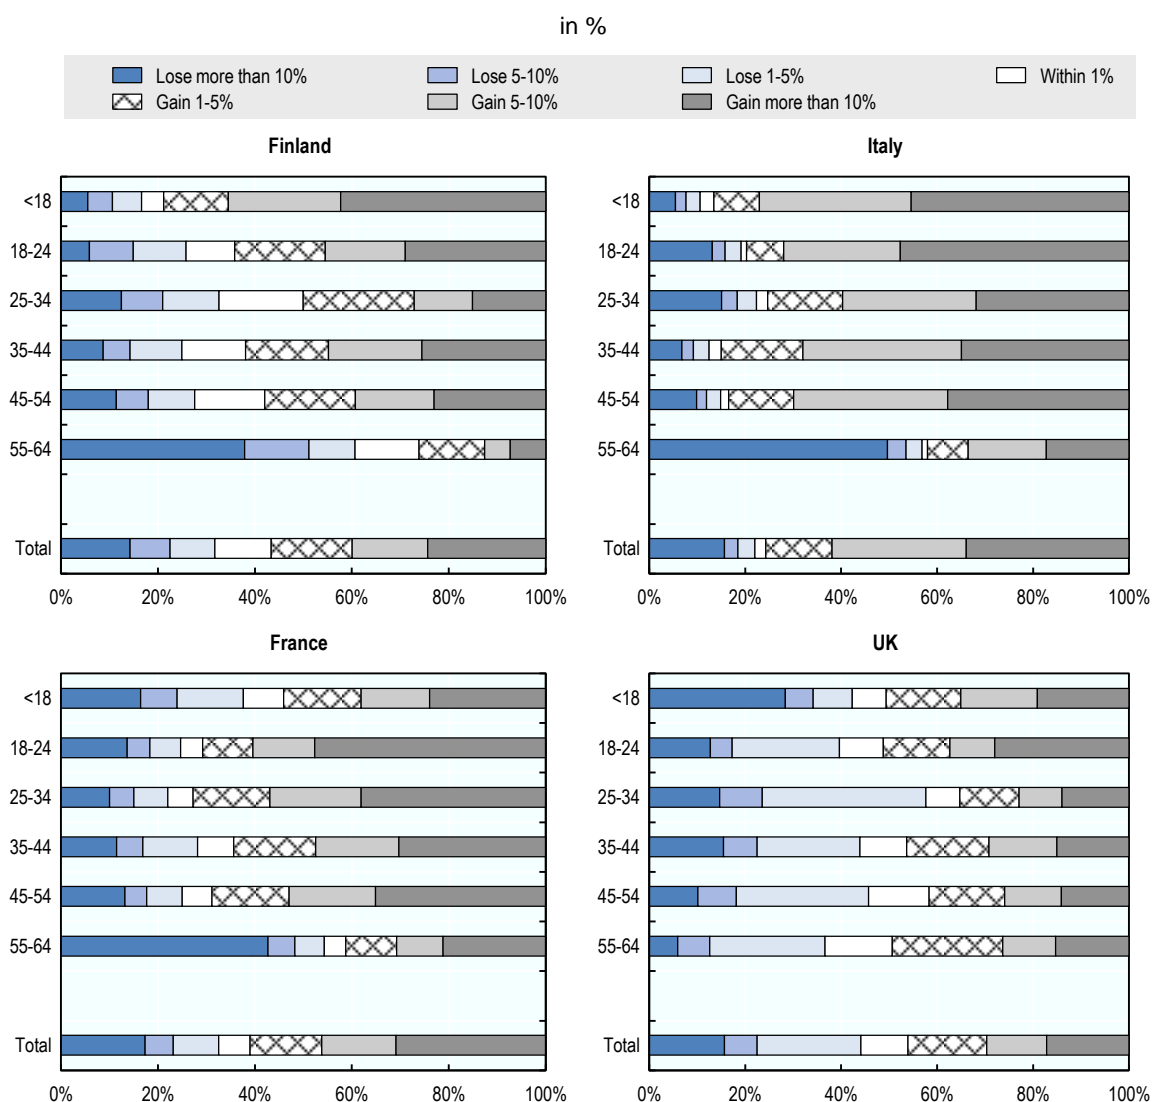 in %
Lose more than 10% Lose 5-10% Lose 1-5% Within 1%
Gain 1-5% Gain 5-10% Gain more than 10%
Finland
<18
18-24
25-34
35-44
45-54
55-64
Total
0% 20% 40% 60% 80% 100%
Italy
<18
18-24
25-34
35-44
45-54
55-64
Total
0% 20% 40% 60% 80% 100%
France
<18
18-24
25-34
35-44
45-54
55-64
Total
0% 20% 40% 60% 80% 100%
UK
<18
18-24
25-34
35-44
45-54
55-64
Total
0% 20% 40% 60% 80% 100%